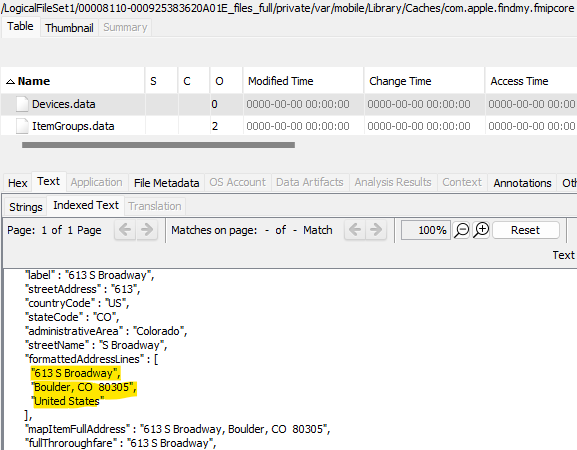 /LogicalFileSet1/00008110-000925383620A01E_files_full/private/var/mobile/Library/Caches/com.apple.findmy.fmipcore
Table Thumbnail Summary
Name S C O Modified Time Change Time Access Time
Devices.data 0 0000-00-00 00:00:00 0000-00-00 00:00:00 0000-00-00 00:00:00
ItemGroups.data 2 0000-00-00 00:00:00 0000-00-00 00:00:00 0000-00-00 00:00:00
Hex Text Application File Metadata OS Account Data Artifacts Analysis Results Context Annotations Oth
Strings Indexed Text Translation
Page: 1 of 1 Page Matches on page: - of - Match 100% Reset
Text
"label" : "613 S Broadway",
"streetAddress" : "613",
"countryCode" : "US",
"stateCode" : "CO",
"administrativeArea" : "Colorado",
"streetName" : "S Broadway",
"formattedAddressLines" : [
"613 S Broadway",
"Boulder, CO  80305",
"United States"
],
"mapItemFullAddress" : "613 S Broadway, Boulder, CO  80305",
"fullThroroughfare" : "613 S Broadway",